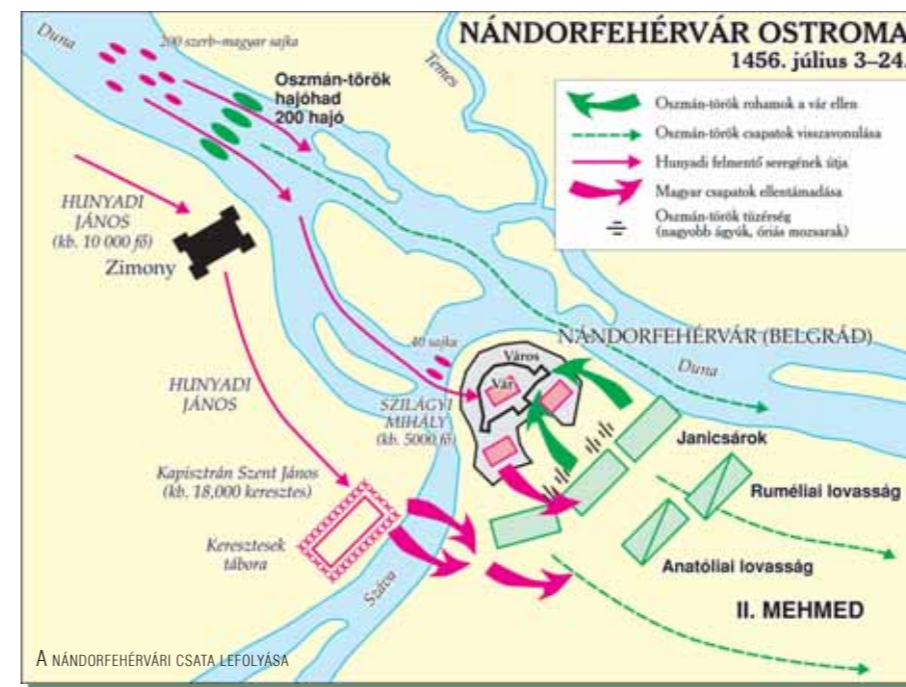 NÁNDORFEHÉRVÁR OSTROMA
1456. július 3–24.
Oszmán-török rohamok a vár ellen
Oszmán-török csapatok visszavonulása
Hunyadi felmentő seregének útja
Magyar csapatok ellentámadása
Oszmán-török tüzérség
(nagyobb ágyúk, óriás mozsarak)
Duna
200 szerb–magyar sajka
Temes
Oszmán-török
hajóhad
200 hajó
HUNYADI
JÁNOS
(kb. 10 000 fő)
Zimony
NÁNDORFEHÉRVÁR (BELGRÁD)
40 sajka
Város
Vár
Duna
HUNYADI
JÁNOS
SZILÁGYI
MIHÁLY
(kb. 5000 fő)
Janicsárok
Kapisztrán Szent János
(kb. 18,000 keresztes)
Ruméliai lovasság
Keresztesek
tábora
Anatóliai lovasság
Száva
II. MEHMED
A NÁNDORFEHÉRVÁRI CSATA LEFOLYÁSA